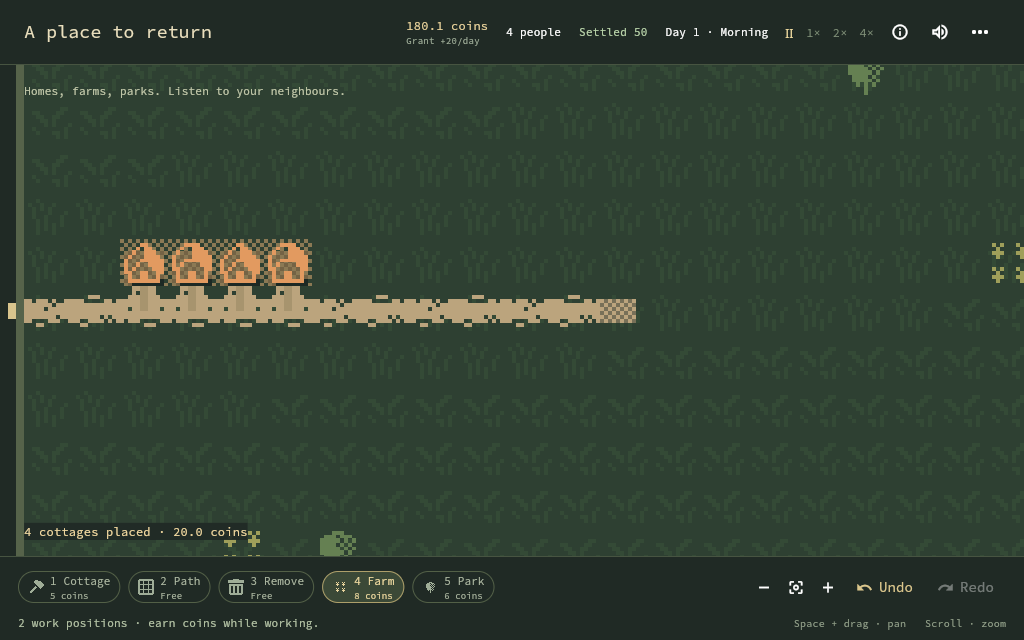 A place to return
180.1 coins
Grant +20/day
4 people
Settled 50
Day 1 · Morning
1×
2×
4×
Homes, farms, parks. Listen to your neighbours.
4 cottages placed · 20.0 coins
1 Cottage
5 coins
2 Path
Free
3 Remove
Free
4 Farm
8 coins
5 Park
6 coins
Undo
Redo
2 work positions · earn coins while working.
Space + drag · pan
Scroll · zoom